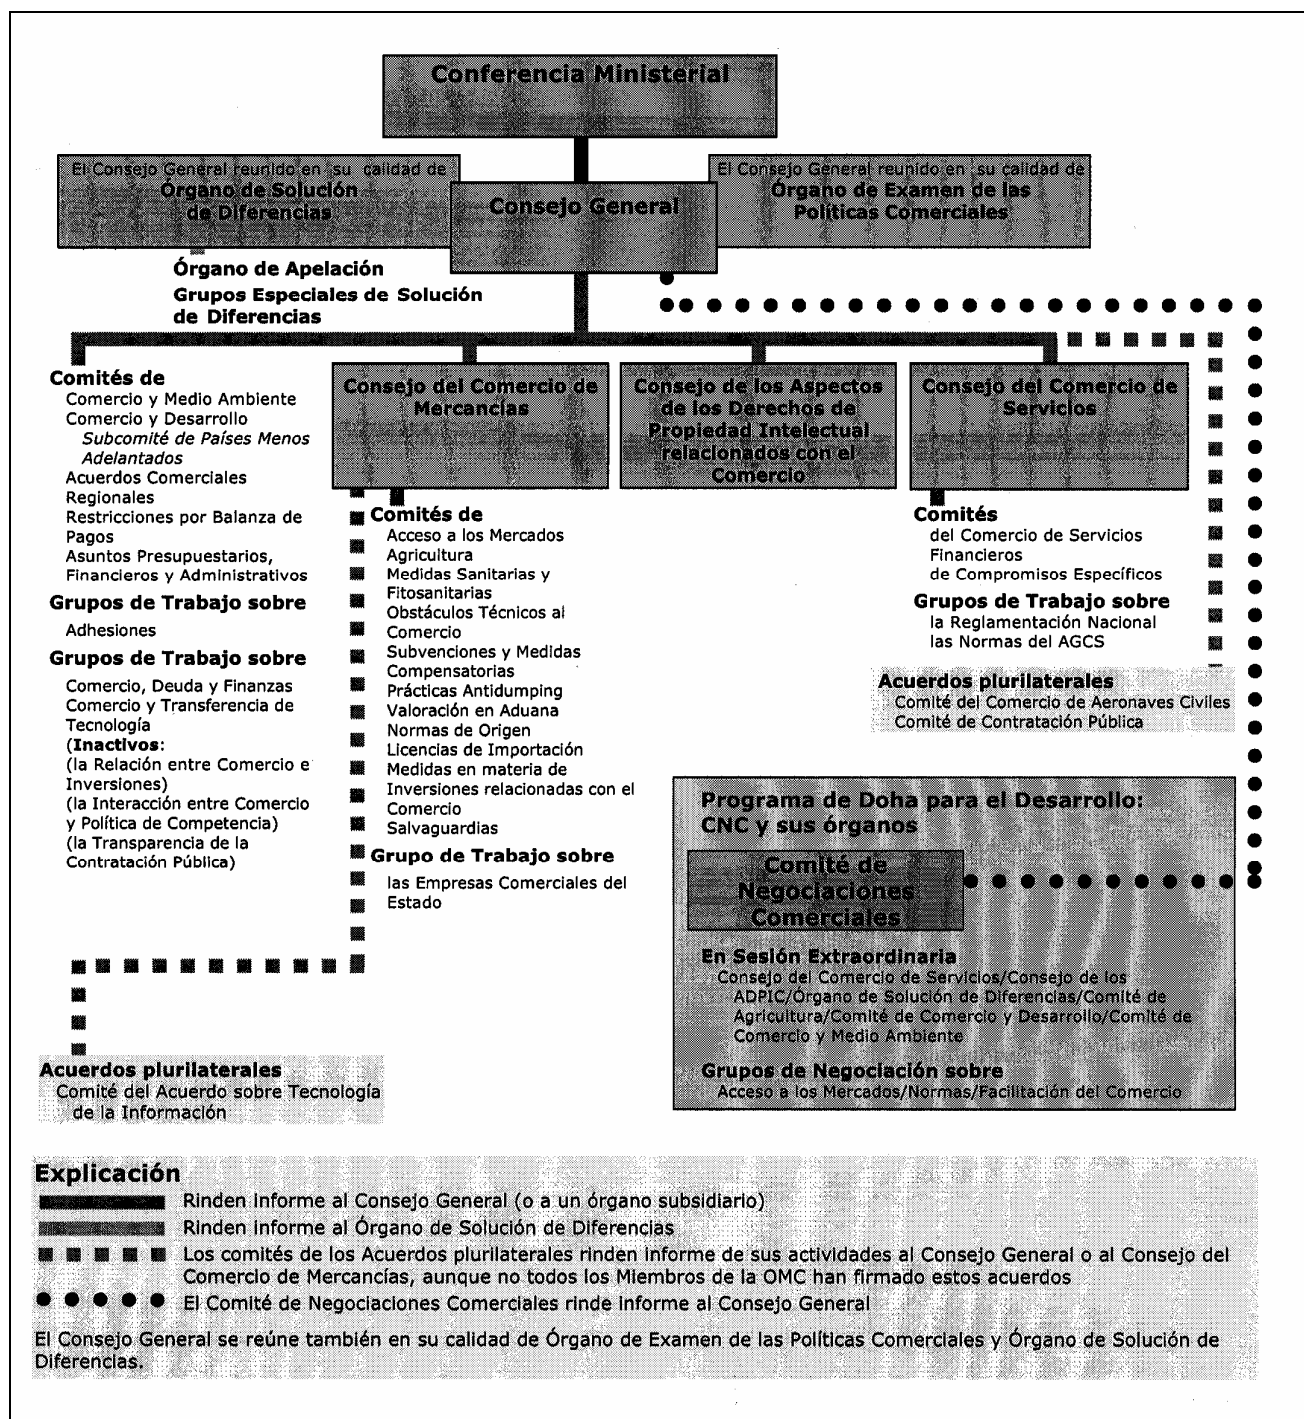 Conferencia Ministerial
El Consejo General reunido en su calidad de
Órgano de Solución
de Diferencias
Consejo General
El Consejo General reunido en su calidad de
Órgano de Examen de las
Políticas Comerciales
Órgano de Apelación
Grupos Especiales de Solución
de Diferencias
Comités de
Comercio y Medio Ambiente
Comercio y Desarrollo
Subcomité de Países Menos
Adelantados
Acuerdos Comerciales
Regionales
Restricciones por Balanza de
Pagos
Asuntos Presupuestarios,
Financieros y Administrativos
Grupos de Trabajo sobre
Adhesiones
Grupos de Trabajo sobre
Comercio, Deuda y Finanzas
Comercio y Transferencia de
Tecnología
(Inactivos:
(la Relación entre Comercio e
Inversiones)
(la Interacción entre Comercio
y Política de Competencia)
(la Transparencia de la
Contratación Pública)
Consejo del Comercio de
Mercancías
Comités de
Acceso a los Mercados
Agricultura
Medidas Sanitarias y
Fitosanitarias
Obstáculos Técnicos al
Comercio
Subvenciones y Medidas
Compensatorias
Prácticas Antidumping
Valoración en Aduana
Normas de Origen
Licencias de Importación
Medidas en materia de
Inversiones relacionadas con el
Comercio
Salvaguardias
Grupo de Trabajo sobre
las Empresas Comerciales del
Estado
Consejo de los Aspectos
de los Derechos de
Propiedad Intelectual
relacionados con el
Comercio
Consejo del Comercio de
Servicios
Comités
del Comercio de Servicios
Financieros
de Compromisos Específicos
Grupos de Trabajo sobre
la Reglamentación Nacional
las Normas del AGCS
Acuerdos plurilaterales
Comité del Comercio de Aeronaves Civiles
Comité de Contratación Pública
Programa de Doha para el Desarrollo:
CNC y sus órganos
Comité de
Negociaciones
Comerciales
En Sesión Extraordinaria
Consejo del Comercio de Servicios/Consejo de los
ADPIC/Órgano de Solución de Diferencias/Comité de
Agricultura/Comité de Comercio y Desarrollo/Comité de
Comercio y Medio Ambiente
Grupos de Negociación sobre
Acceso a los Mercados/Normas/Facilitación del Comercio
Acuerdos plurilaterales
Comité del Acuerdo sobre Tecnología
de la Información
Explicación
Rinden informe al Consejo General (o a un órgano subsidiario)
Rinden informe al Órgano de Solución de Diferencias
Los comités de los Acuerdos plurilaterales rinden informe de sus actividades al Consejo General o al Consejo del
Comercio de Mercancías, aunque no todos los Miembros de la OMC han firmado estos acuerdos
El Comité de Negociaciones Comerciales rinde informe al Consejo General
El Consejo General se reúne también en su calidad de Órgano de Examen de las Políticas Comerciales y Órgano de Solución de
Diferencias.